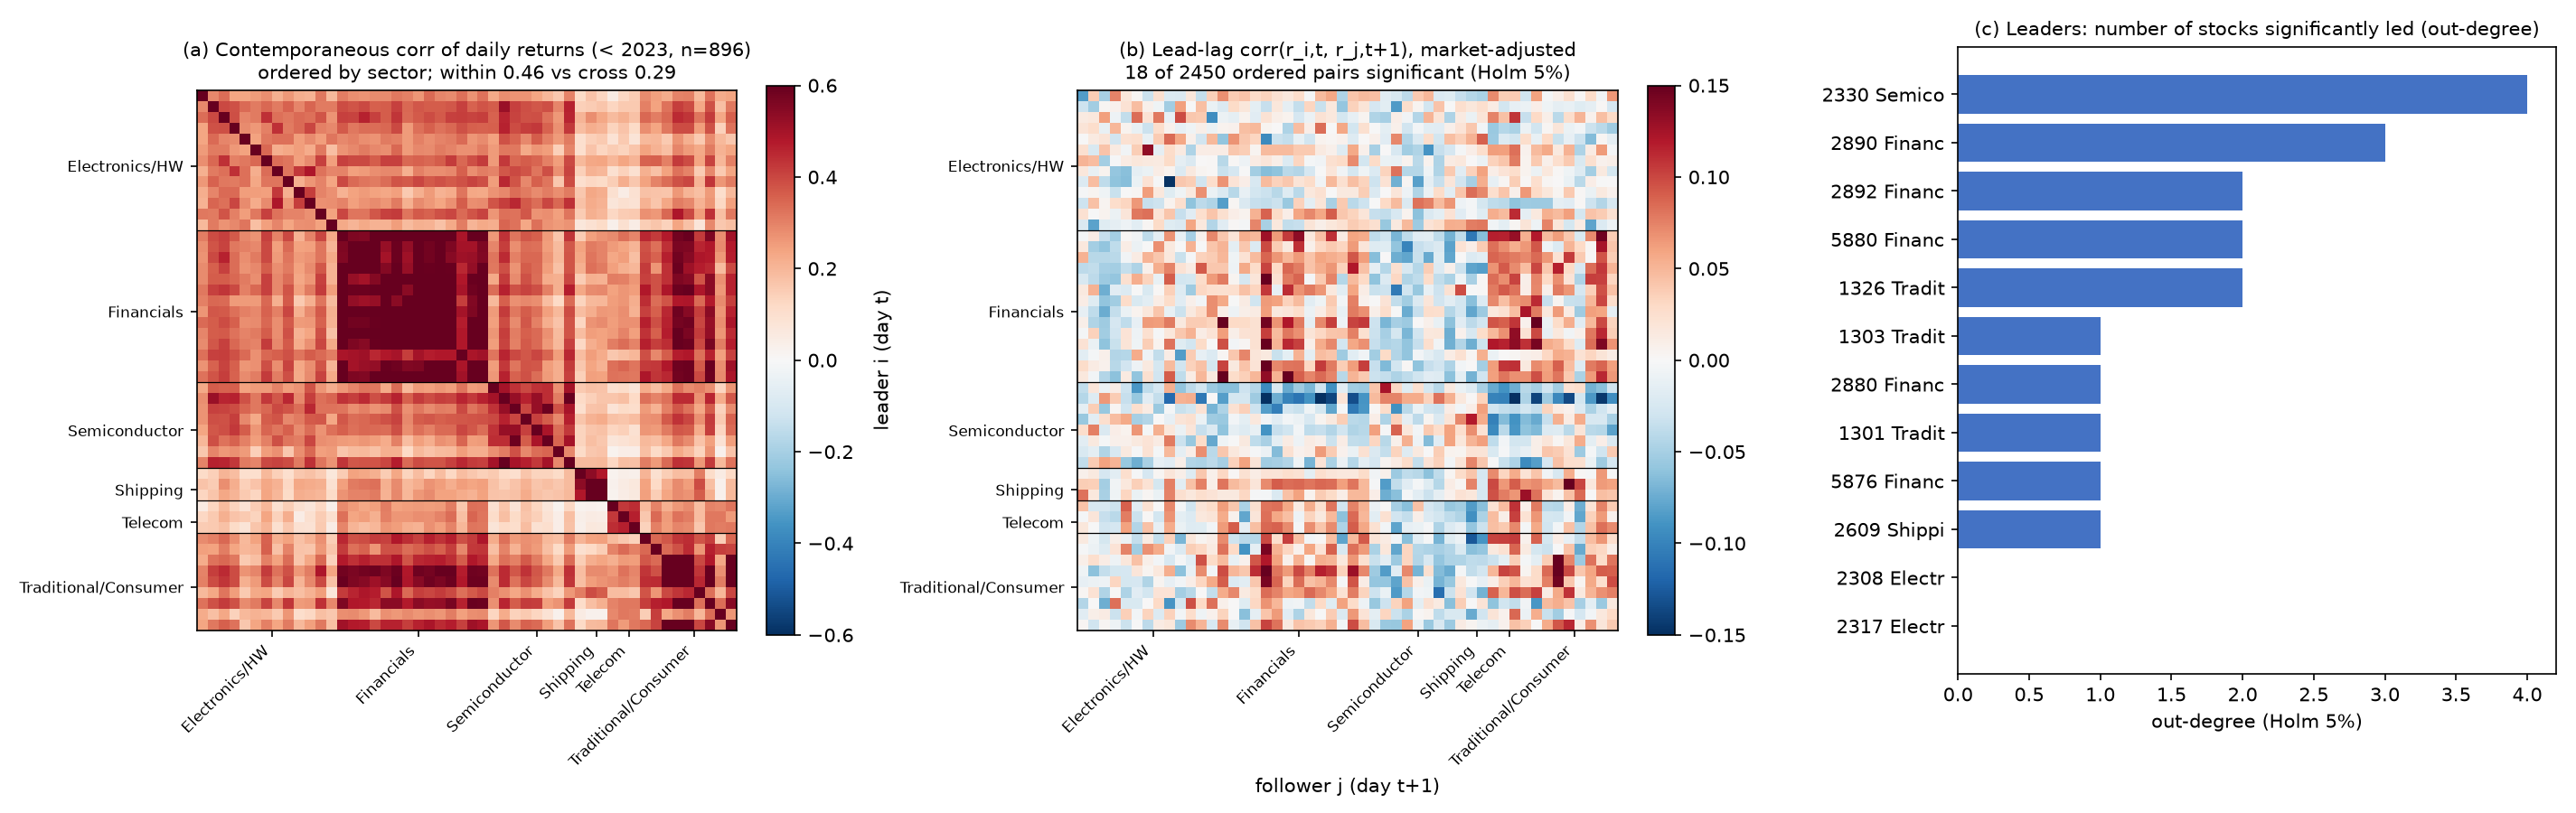 (a) Contemporaneous corr of daily returns (< 2023, n=896)
ordered by sector; within 0.46 vs cross 0.29
Electronics/HW
Financials
Semiconductor
Shipping
Telecom
Traditional/Consumer
Electronics/HW
Financials
Semiconductor
Shipping
Telecom
Traditional/Consumer
0.6
0.4
0.2
0.0
−0.2
−0.4
−0.6
(b) Lead-lag corr(r_i,t, r_j,t+1), market-adjusted
18 of 2450 ordered pairs significant (Holm 5%)
leader i (day t)
Electronics/HW
Financials
Semiconductor
Shipping
Telecom
Traditional/Consumer
Electronics/HW
Financials
Semiconductor
Shipping
Telecom
Traditional/Consumer
follower j (day t+1)
0.15
0.10
0.05
0.00
−0.05
−0.10
−0.15
(c) Leaders: number of stocks significantly led (out-degree)
2330 Semico
2890 Financ
2892 Financ
5880 Financ
1326 Tradit
1303 Tradit
2880 Financ
1301 Tradit
5876 Financ
2609 Shippi
2308 Electr
2317 Electr
0.0 0.5 1.0 1.5 2.0 2.5 3.0 3.5 4.0
out-degree (Holm 5%)